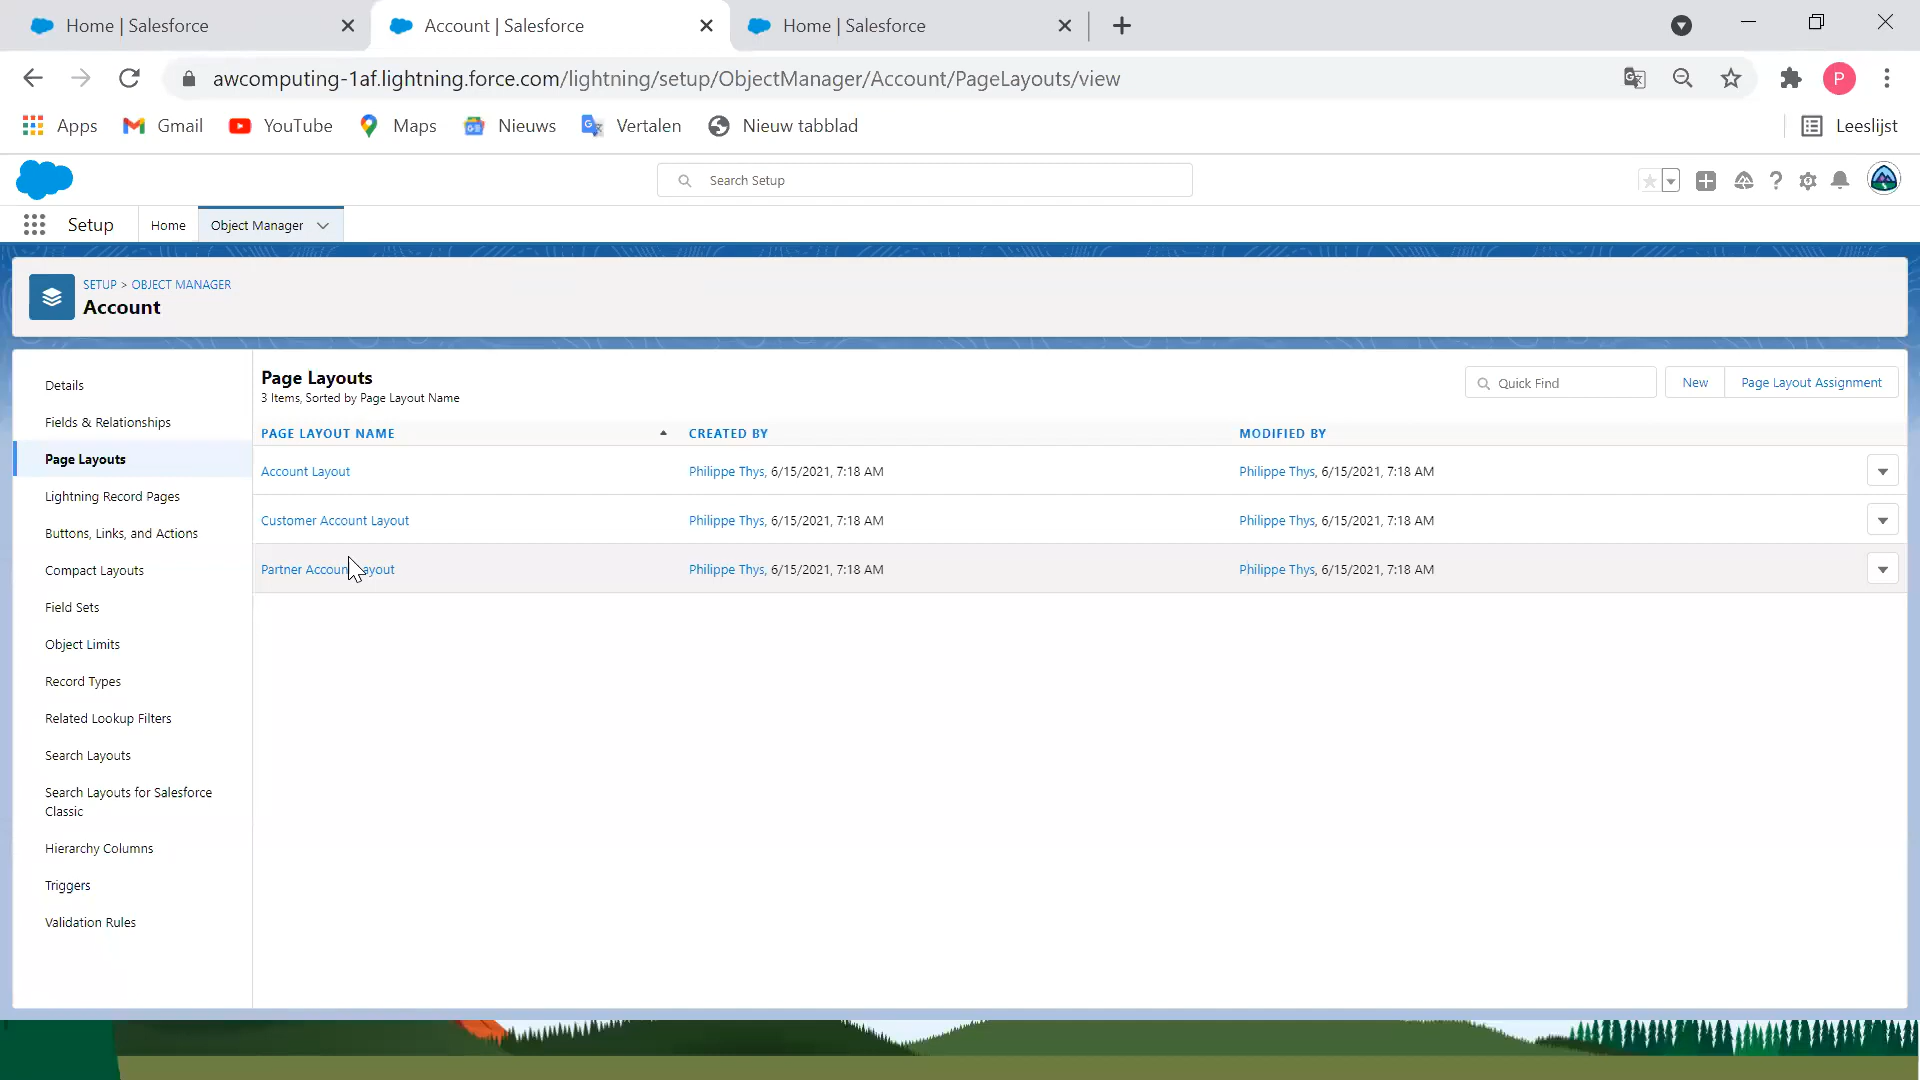 Home | Salesforce
Account | Salesforce
Home | Salesforce
awcomputing-1af.lightning.force.com/lightning/setup/ObjectManager/Account/PageLayouts/view
P
Apps
Gmail
YouTube
Maps
Nieuws
Vertalen
Nieuw tabblad
Leeslijst
Search Setup
Setup
Home
Object Manager
SETUP > OBJECT MANAGER
Account
Details
Fields & Relationships
Page Layouts
Lightning Record Pages
Buttons, Links, and Actions
Compact Layouts
Field Sets
Object Limits
Record Types
Related Lookup Filters
Search Layouts
Search Layouts for Salesforce
Classic
Hierarchy Columns
Triggers
Validation Rules
Page Layouts
3 Items, Sorted by Page Layout Name
Quick Find
New
Page Layout Assignment
PAGE LAYOUT NAME CREATED BY MODIFIED BY
Account Layout Philippe Thys, 6/15/2021, 7:18 AM Philippe Thys, 6/15/2021, 7:18 AM
Customer Account Layout Philippe Thys, 6/15/2021, 7:18 AM Philippe Thys, 6/15/2021, 7:18 AM
Partner Account Layout Philippe Thys, 6/15/2021, 7:18 AM Philippe Thys, 6/15/2021, 7:18 AM